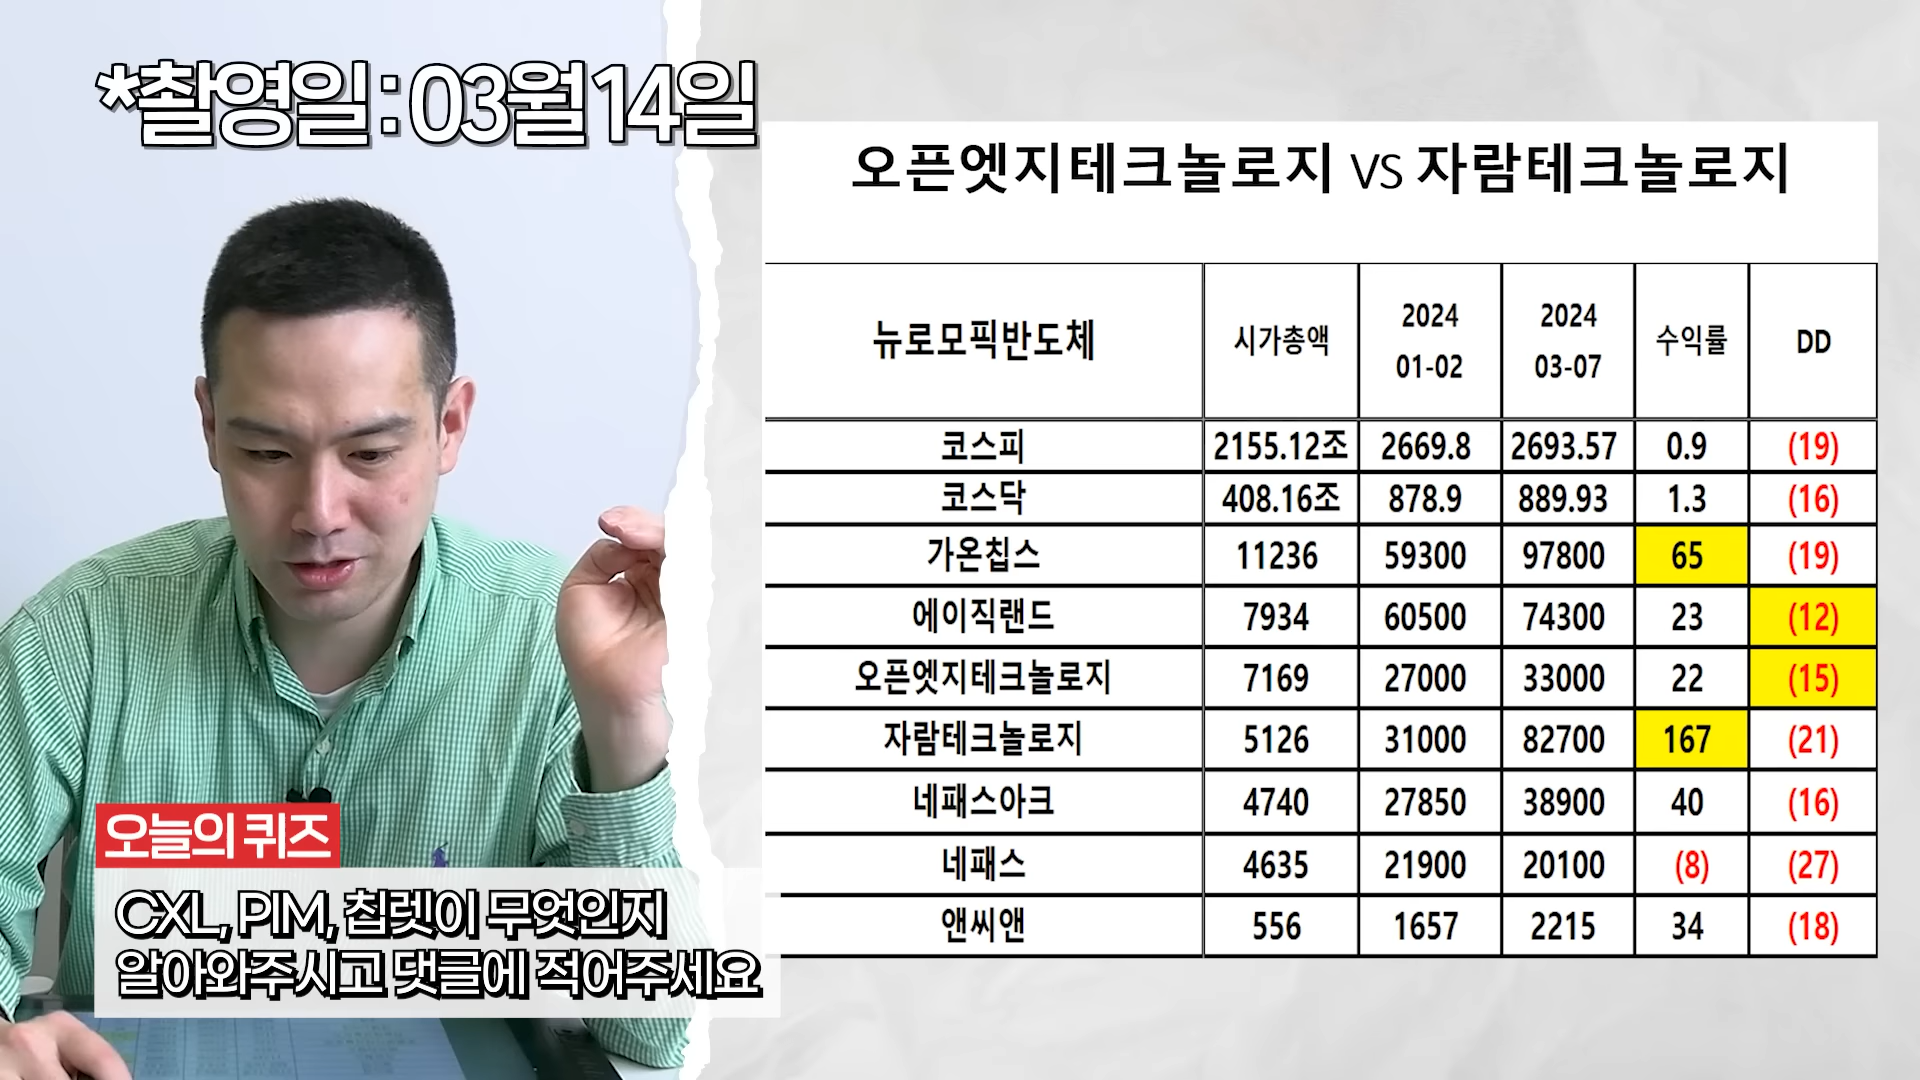 *촬영일 : 03월 14일
오픈엣지테크놀로지 VS 자람테크놀로지
뉴로모픽반도체 시가총액 2024 01-02 2024 03-07 수익률 DD
코스피 2155.12조 2669.8 2693.57 0.9 (19)
코스닥 408.16조 878.9 889.93 1.3 (16)
가온칩스 11236 59300 97800 65 (19)
에이직랜드 7934 60500 74300 23 (12)
오픈엣지테크놀로지 7169 27000 33000 22 (15)
자람테크놀로지 5126 31000 82700 167 (21)
네패스아크 4740 27850 38900 40 (16)
네패스 4635 21900 20100 (8) (27)
앤씨앤 556 1657 2215 34 (18)
오늘의 퀴즈
CXL, PIM, 칩렛이 무엇인지
알아와주시고 댓글에 적어주세요